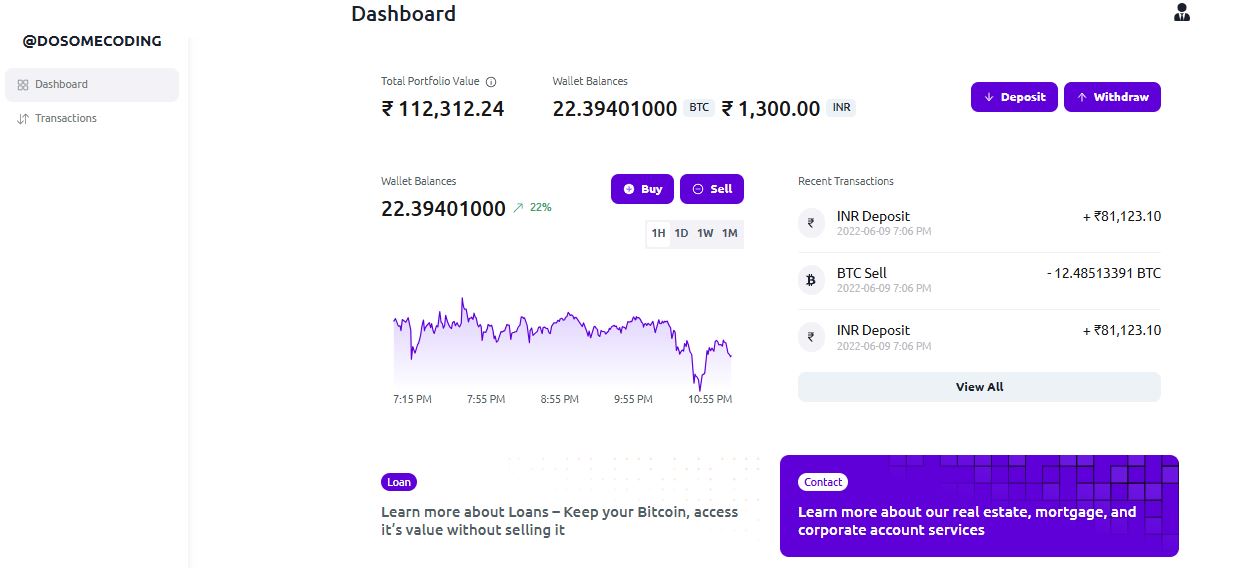 Dashboard
@DOSOMECODING
Dashboard
Transactions
Total Portfolio Value
₹ 112,312.24
Wallet Balances
22.39401000 BTC ₹ 1,300.00 INR
Deposit
Withdraw
Wallet Balances
22.39401000 22%
Buy
Sell
1H 1D 1W 1M
7:15 PM 7:55 PM 8:55 PM 9:55 PM 10:55 PM
Recent Transactions
₹ INR Deposit + ₹81,123.10
2022-06-09 7:06 PM
BTC Sell - 12.48513391 BTC
2022-06-09 7:06 PM
₹ INR Deposit + ₹81,123.10
2022-06-09 7:06 PM
View All
Loan
Learn more about Loans – Keep your Bitcoin, access
it’s value without selling it
Contact
Learn more about our real estate, mortgage, and
corporate account services